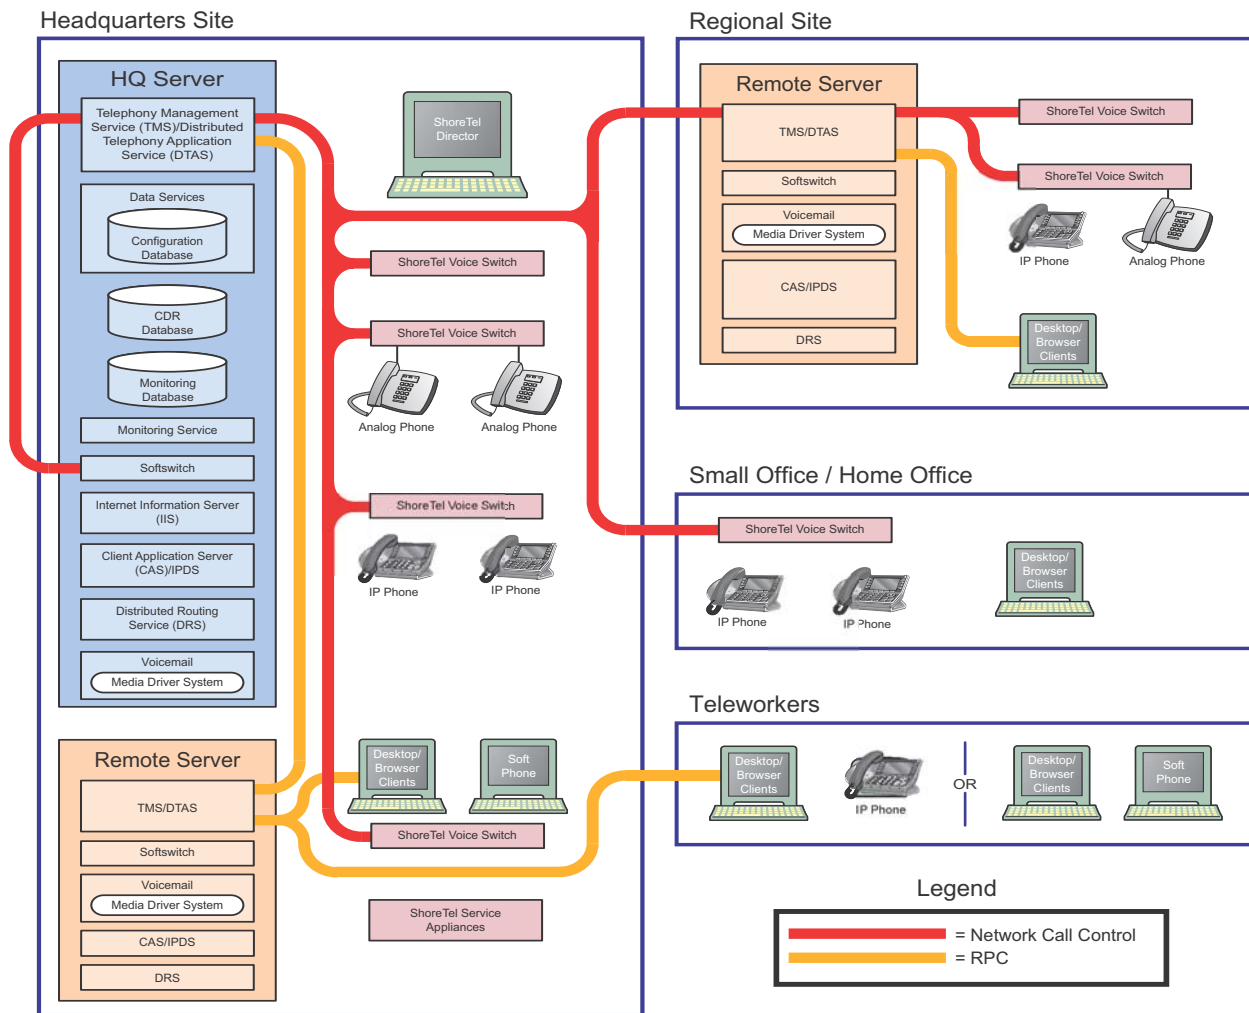 Headquarters Site
HQ Server
Telephony Management
Service (TMS)/Distributed
Telephony Application
Service (DTAS)
Data Services
Configuration
Database
CDR
Database
Monitoring
Database
Monitoring Service
Softswitch
Internet Information Server
(IIS)
Client Application Server
(CAS)/IPDS
Distributed Routing
Service (DRS)
Voicemail
Media Driver System
Remote Server
TMS/DTAS
Softswitch
Voicemail
Media Driver System
CAS/IPDS
DRS
ShoreTel
Director
ShoreTel Voice Switch
ShoreTel Voice Switch
Analog Phone
Analog Phone
ShoreTel Voice Switch
IP Phone
IP Phone
Desktop/
Browser
Clients
Soft
Phone
ShoreTel Voice Switch
ShoreTel Service
Appliances
Regional Site
Remote Server
TMS/DTAS
Softswitch
Voicemail
Media Driver System
CAS/IPDS
DRS
ShoreTel Voice Switch
ShoreTel Voice Switch
IP Phone
Analog Phone
Desktop/
Browser
Clients
Small Office / Home Office
ShoreTel Voice Switch
IP Phone
IP Phone
Desktop/
Browser
Clients
Teleworkers
Desktop/
Browser
Clients
IP Phone
OR
Desktop/
Browser
Clients
Soft
Phone
Legend
= Network Call Control
= RPC